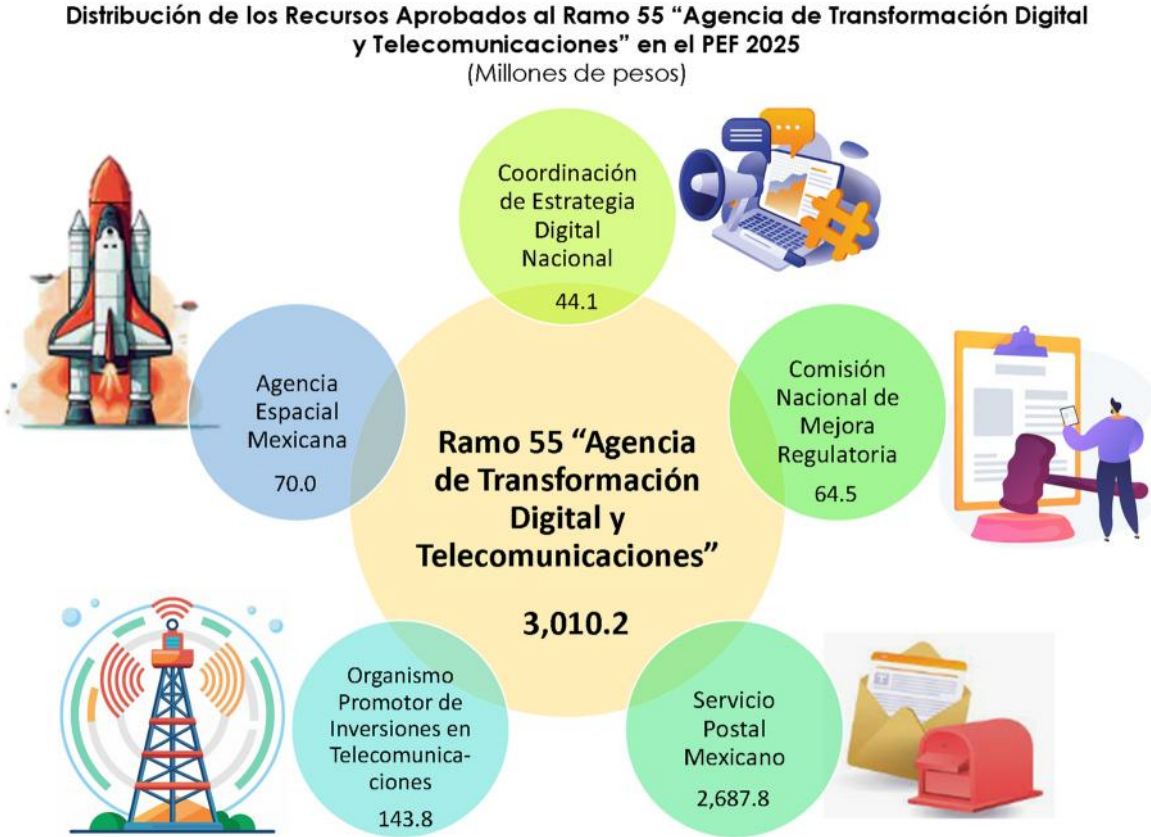 Distribución de los Recursos Aprobados al Ramo 55 “Agencia de Transformación Digital
y Telecomunicaciones” en el PEF 2025
(Millones de pesos)
Coordinación
de Estrategia
Digital
Nacional
44.1
Agencia
Espacial
Mexicana
70.0
Comisión
Nacional de
Mejora
Regulatoria
64.5
Ramo 55 “Agencia
de Transformación
Digital y
Telecomunicaciones”
3,010.2
Organismo
Promotor de
Inversiones en
Telecomunica-
ciones
143.8
Servicio
Postal
Mexicano
2,687.8